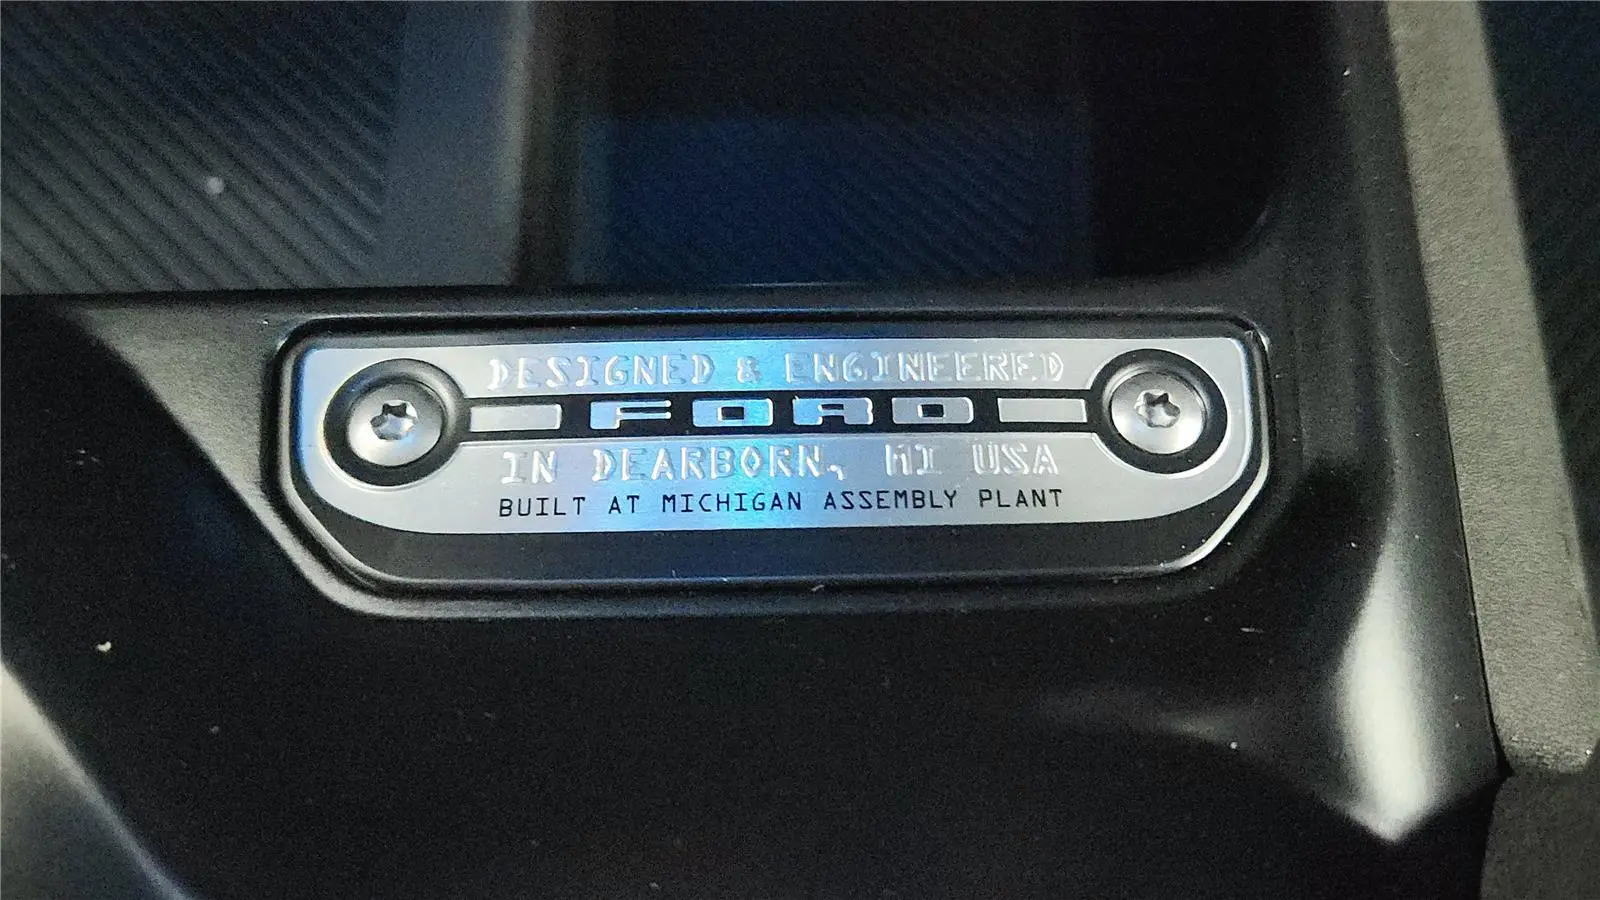 DESIGNED & ENGINEERED
FORD
IN DEARBORN, MI USA
BUILT AT MICHIGAN ASSEMBLY PLANT